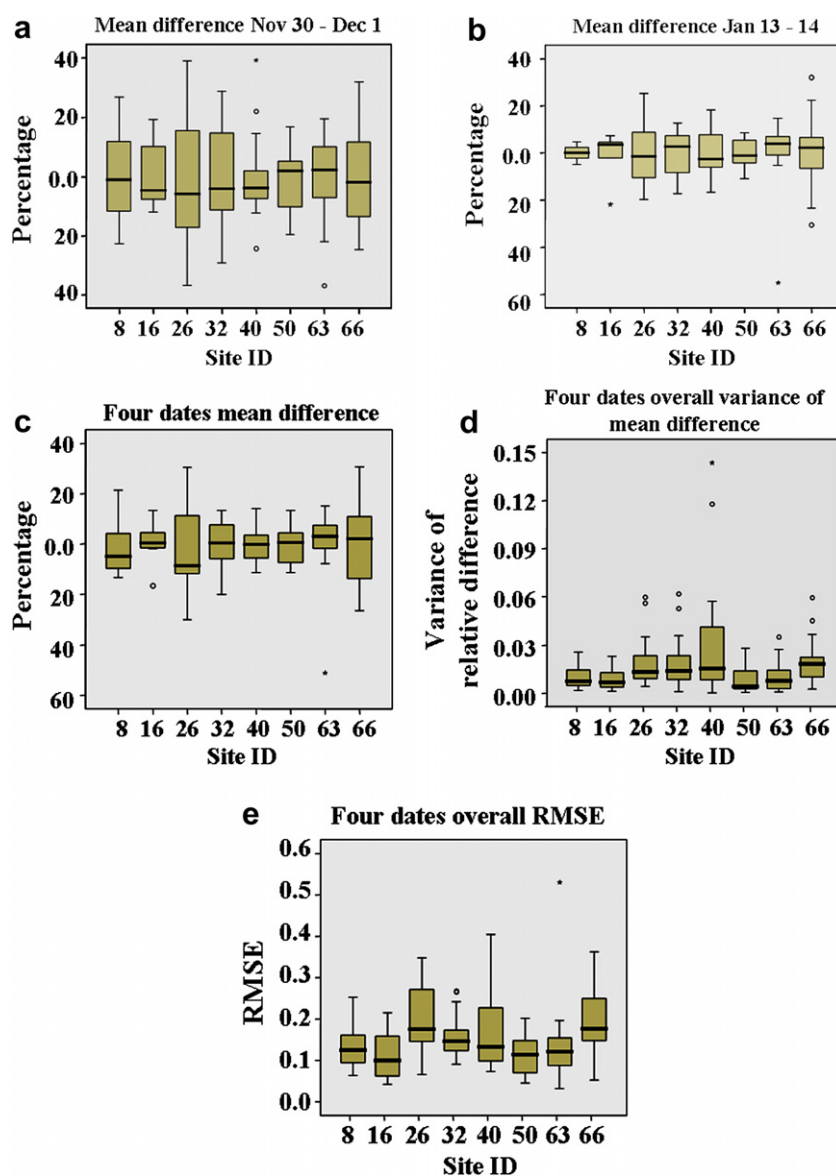 a
Mean difference Nov 30 - Dec 1
Percentage
40
20
0.0
20
40
8 16 26 32 40 50 63 66
Site ID
b
Mean difference Jan 13 - 14
Percentage
40
20
0.0
20
40
60
8 16 26 32 40 50 63 66
Site ID
c
Four dates mean difference
Percentage
40
20
0.0
20
40
60
8 16 26 32 40 50 63 66
Site ID
d
Four dates overall variance of
mean difference
Variance of
relative difference
0.15
0.12
0.09
0.06
0.03
0.00
8 16 26 32 40 50 63 66
Site ID
e
Four dates overall RMSE
RMSE
0.6
0.5
0.4
0.3
0.2
0.1
0.0
8 16 26 32 40 50 63 66
Site ID